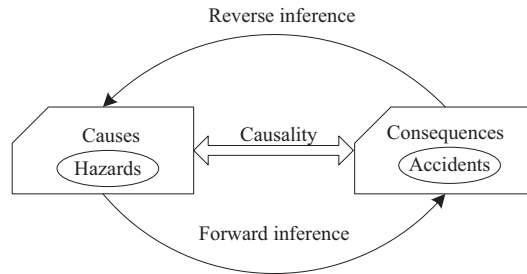 Reverse inference
Causes
Hazards
Causality
Consequences
Accidents
Forward inference